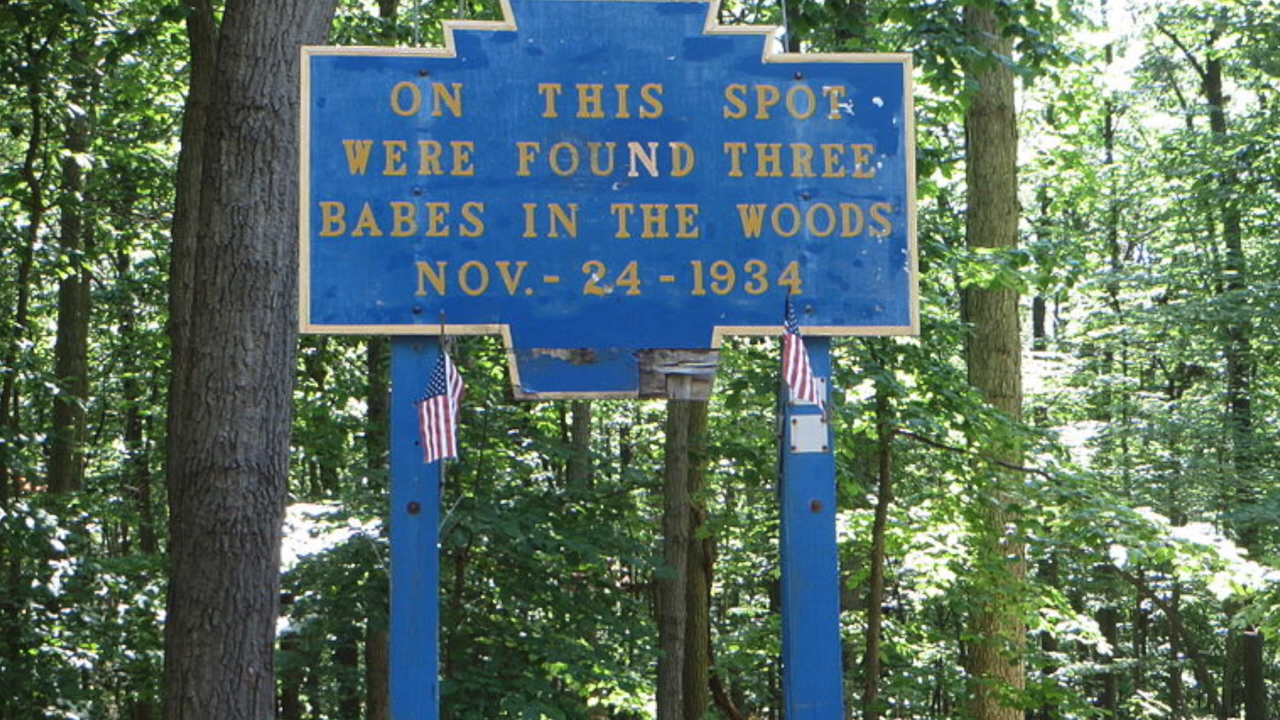 ON THIS SPOT
WERE FOUND THREE
BABES IN THE WOODS
NOV. - 24 - 1934